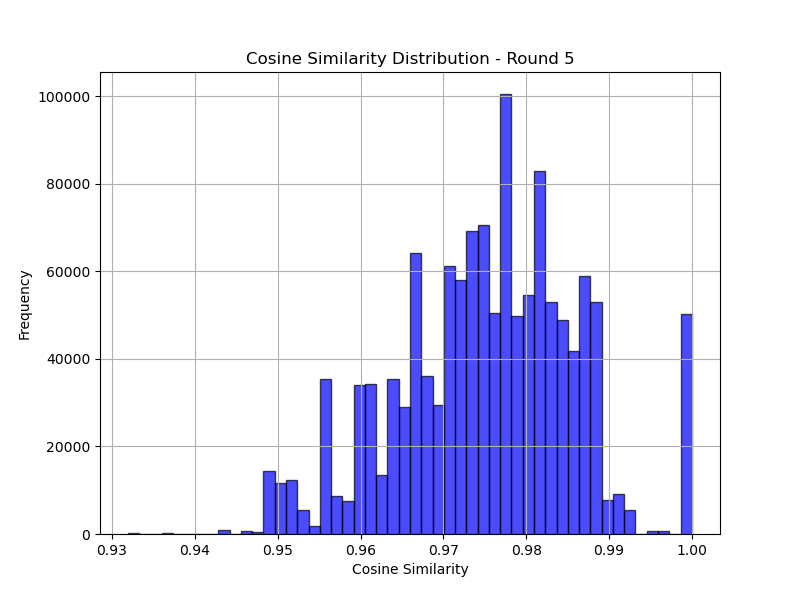 Cosine Similarity Distribution - Round 5
100000
80000
60000
40000
20000
0
Frequency
0.93 0.94 0.95 0.96 0.97 0.98 0.99 1.00
Cosine Similarity